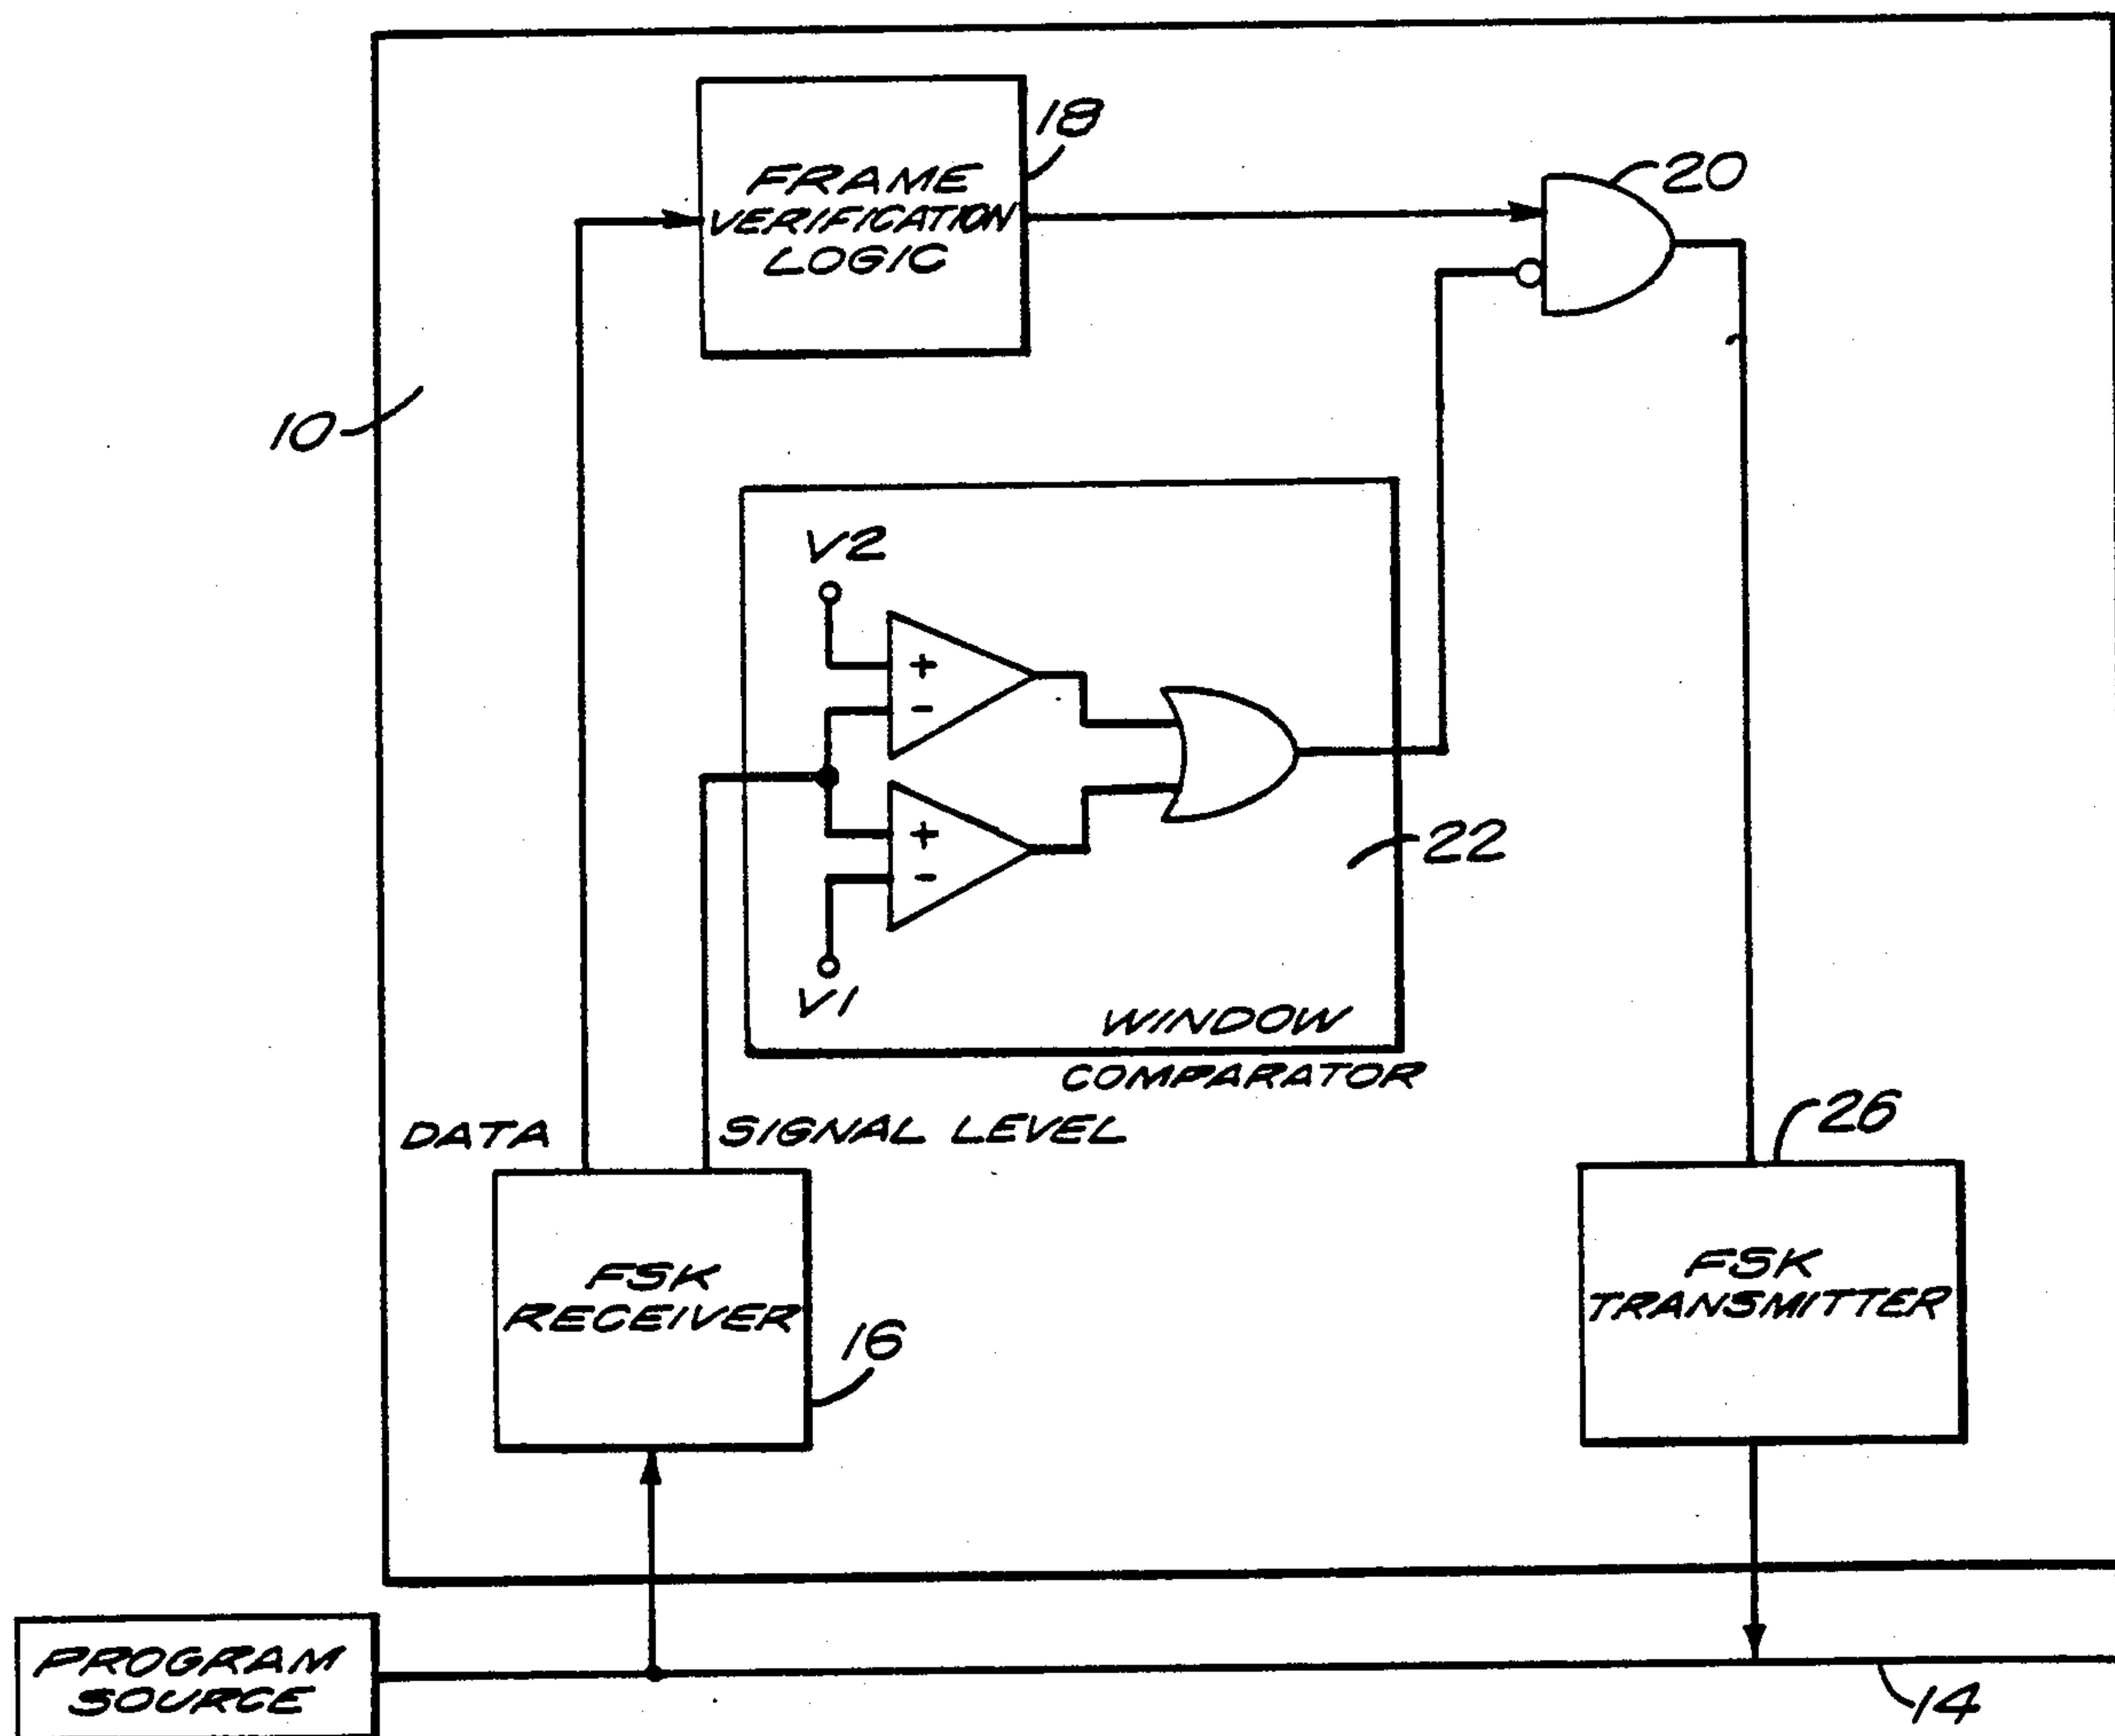 18
FRAME
VERIFICATION
LOGIC
20
10
V2
+
-
+
-
22
V1
WINDOW
COMPARATOR
DATA
SIGNAL LEVEL
26
FSK
RECEIVER
FSK
TRANSMITTER
16
PROGRAM
SOURCE
14